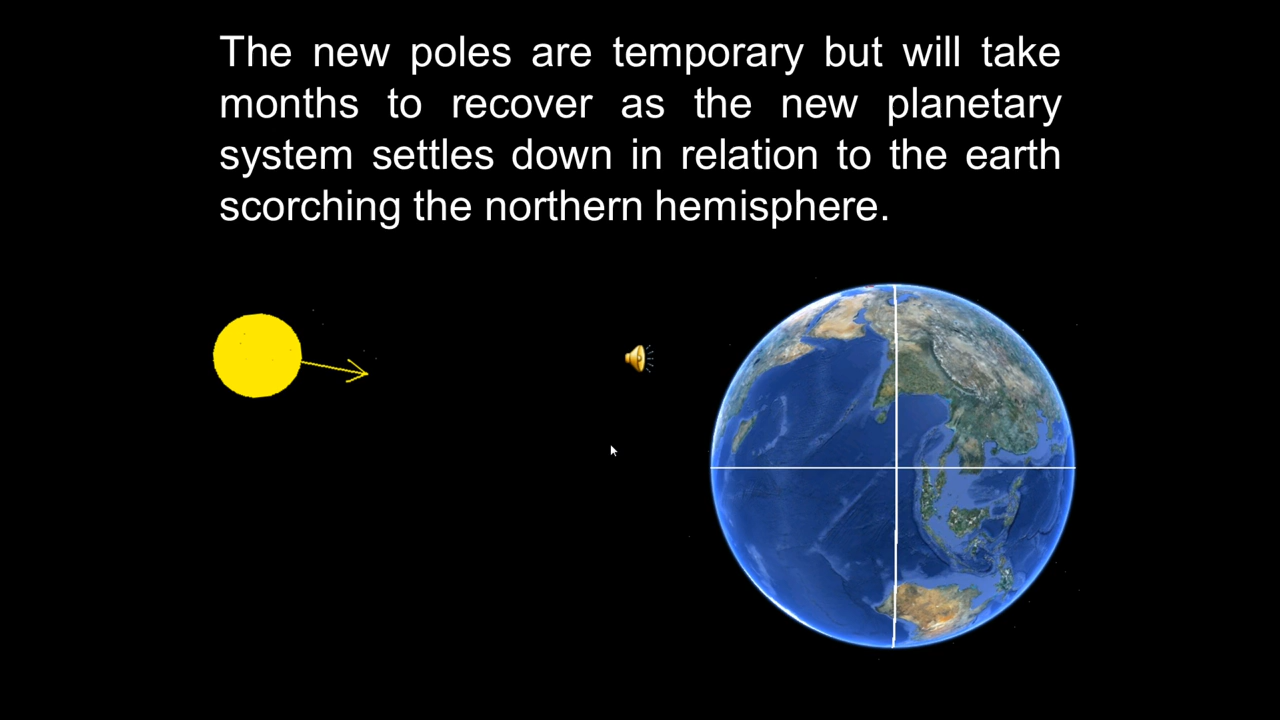 The new poles are temporary but will take
months to recover as the new planetary
system settles down in relation to the earth
scorching the northern hemisphere.